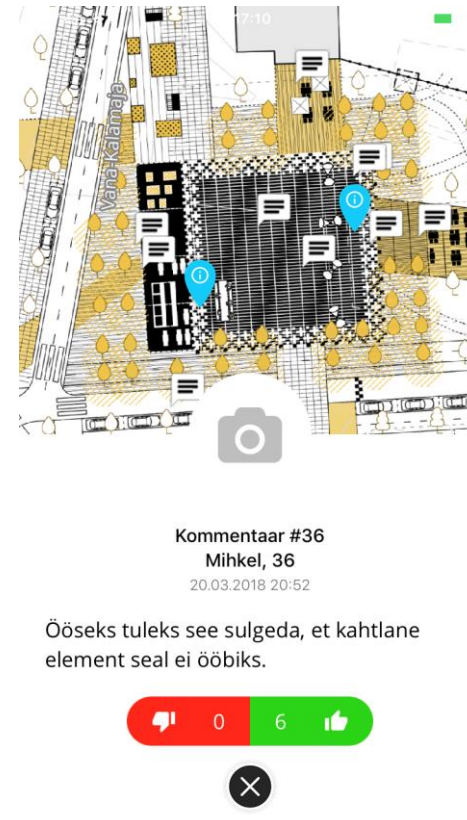 17:10
Vana-Kalamaja
Kommentaar #36
Mihkel, 36
20.03.2018 20:52
Ööseks tuleks see sulgeda, et kahtlane
element seal ei ööbiks.
0 6